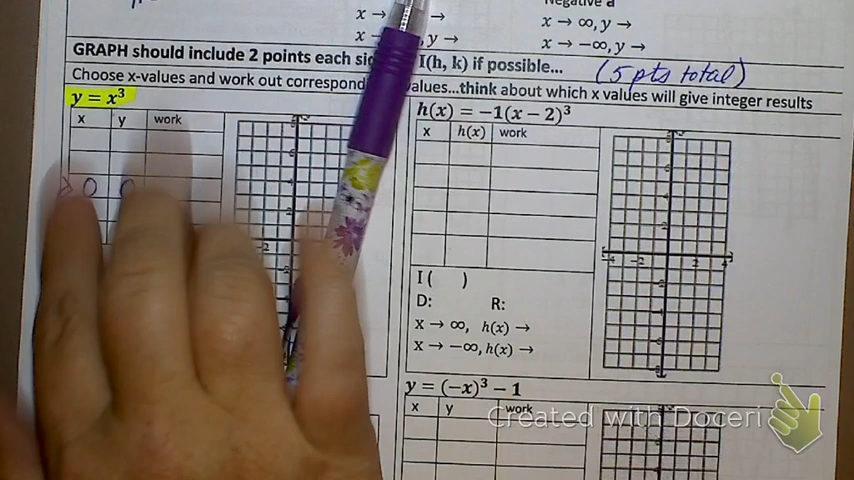 Negative a
x → → x → ∞, y →
x → , y → x → −∞, y →
GRAPH should include 2 points each I(h, k) if possible... (5 pts total)
Choose x-values and work out values...think about which x values will give integer results
y = x³
x y work
0 0
h(x) = −1(x − 2)³
x h(x) work
I ( )
D: R:
x → ∞, h(x) →
x → −∞, h(x) →
y = (−x)³ − 1
x y work
Created with Doceri